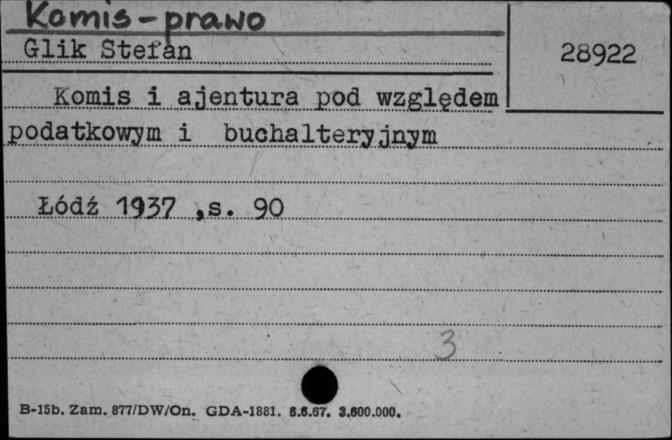 Komis-prawo
Glik Stefan
28922
Komis i ajentura pod względem
podatkowym i buchalteryjnym
Łódź 1937 ,s. 90
3
B-15b. Zam. 877/DW/On. GDA-1881. 6.6.67. 3.600.000.